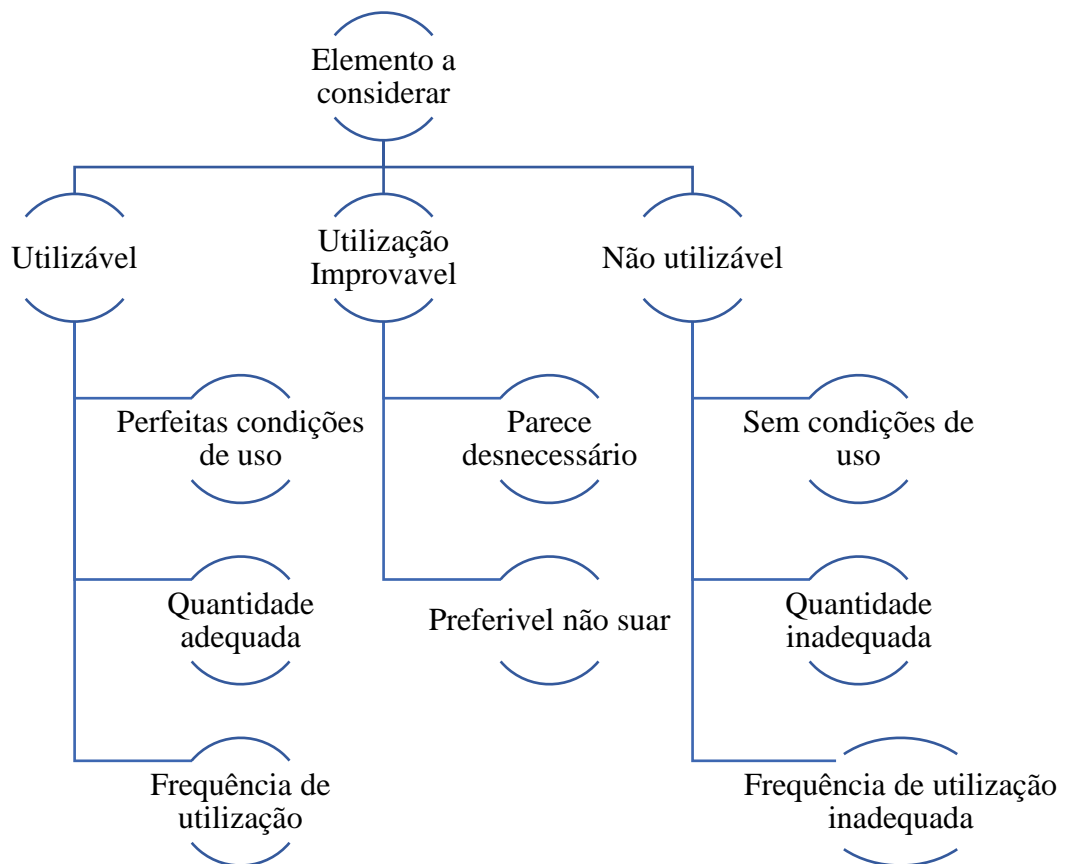 Elemento a
considerar
Utilizável
Utilização
Improvavel
Não utilizável
Perfeitas condições
de uso
Parece
desnecessário
Sem condições de
uso
Quantidade
adequada
Preferivel não suar
Quantidade
inadequada
Frequência de
utilização
Frequência de utilização
inadequada